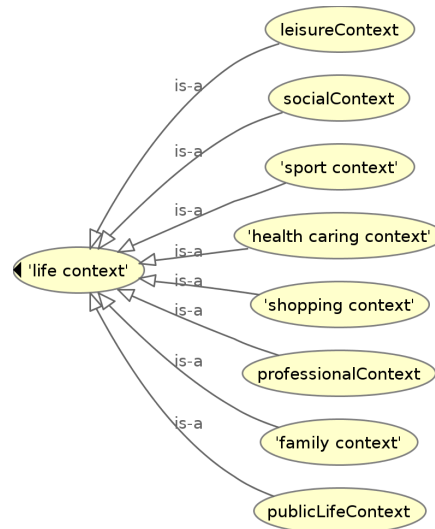 leisureContext
is-a
socialContext
is-a
'sport context'
is-a
'health caring context'
is-a
'life context'
is-a
'shopping context'
is-a
professionalContext
is-a
'family context'
is-a
publicLifeContext